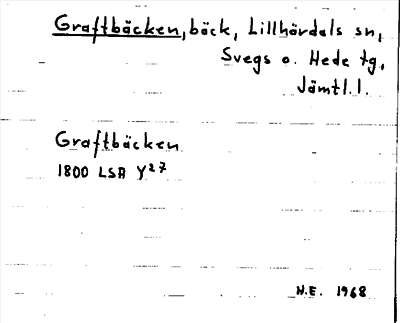 Graftbäcken, bäck, Lillhärdals sn,
Svegs o. Hede tg,
Jämtl. l.
Graftbäcken
1800 LSA Y27
H.E. 1968